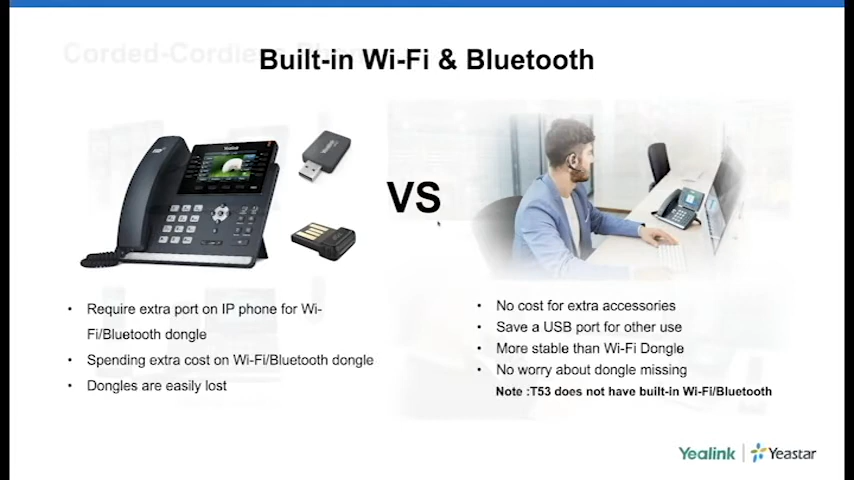 Corded-Cordless Phone
Built-in Wi-Fi & Bluetooth
Yealink
VS
Require extra port on IP phone for Wi-
Fi/Bluetooth dongle
Spending extra cost on Wi-Fi/Bluetooth dongle
Dongles are easily lost
No cost for extra accessories
Save a USB port for other use
More stable than Wi-Fi Dongle
No worry about dongle missing
Note :T53 does not have built-in Wi-Fi/Bluetooth
Yealink | Yeastar